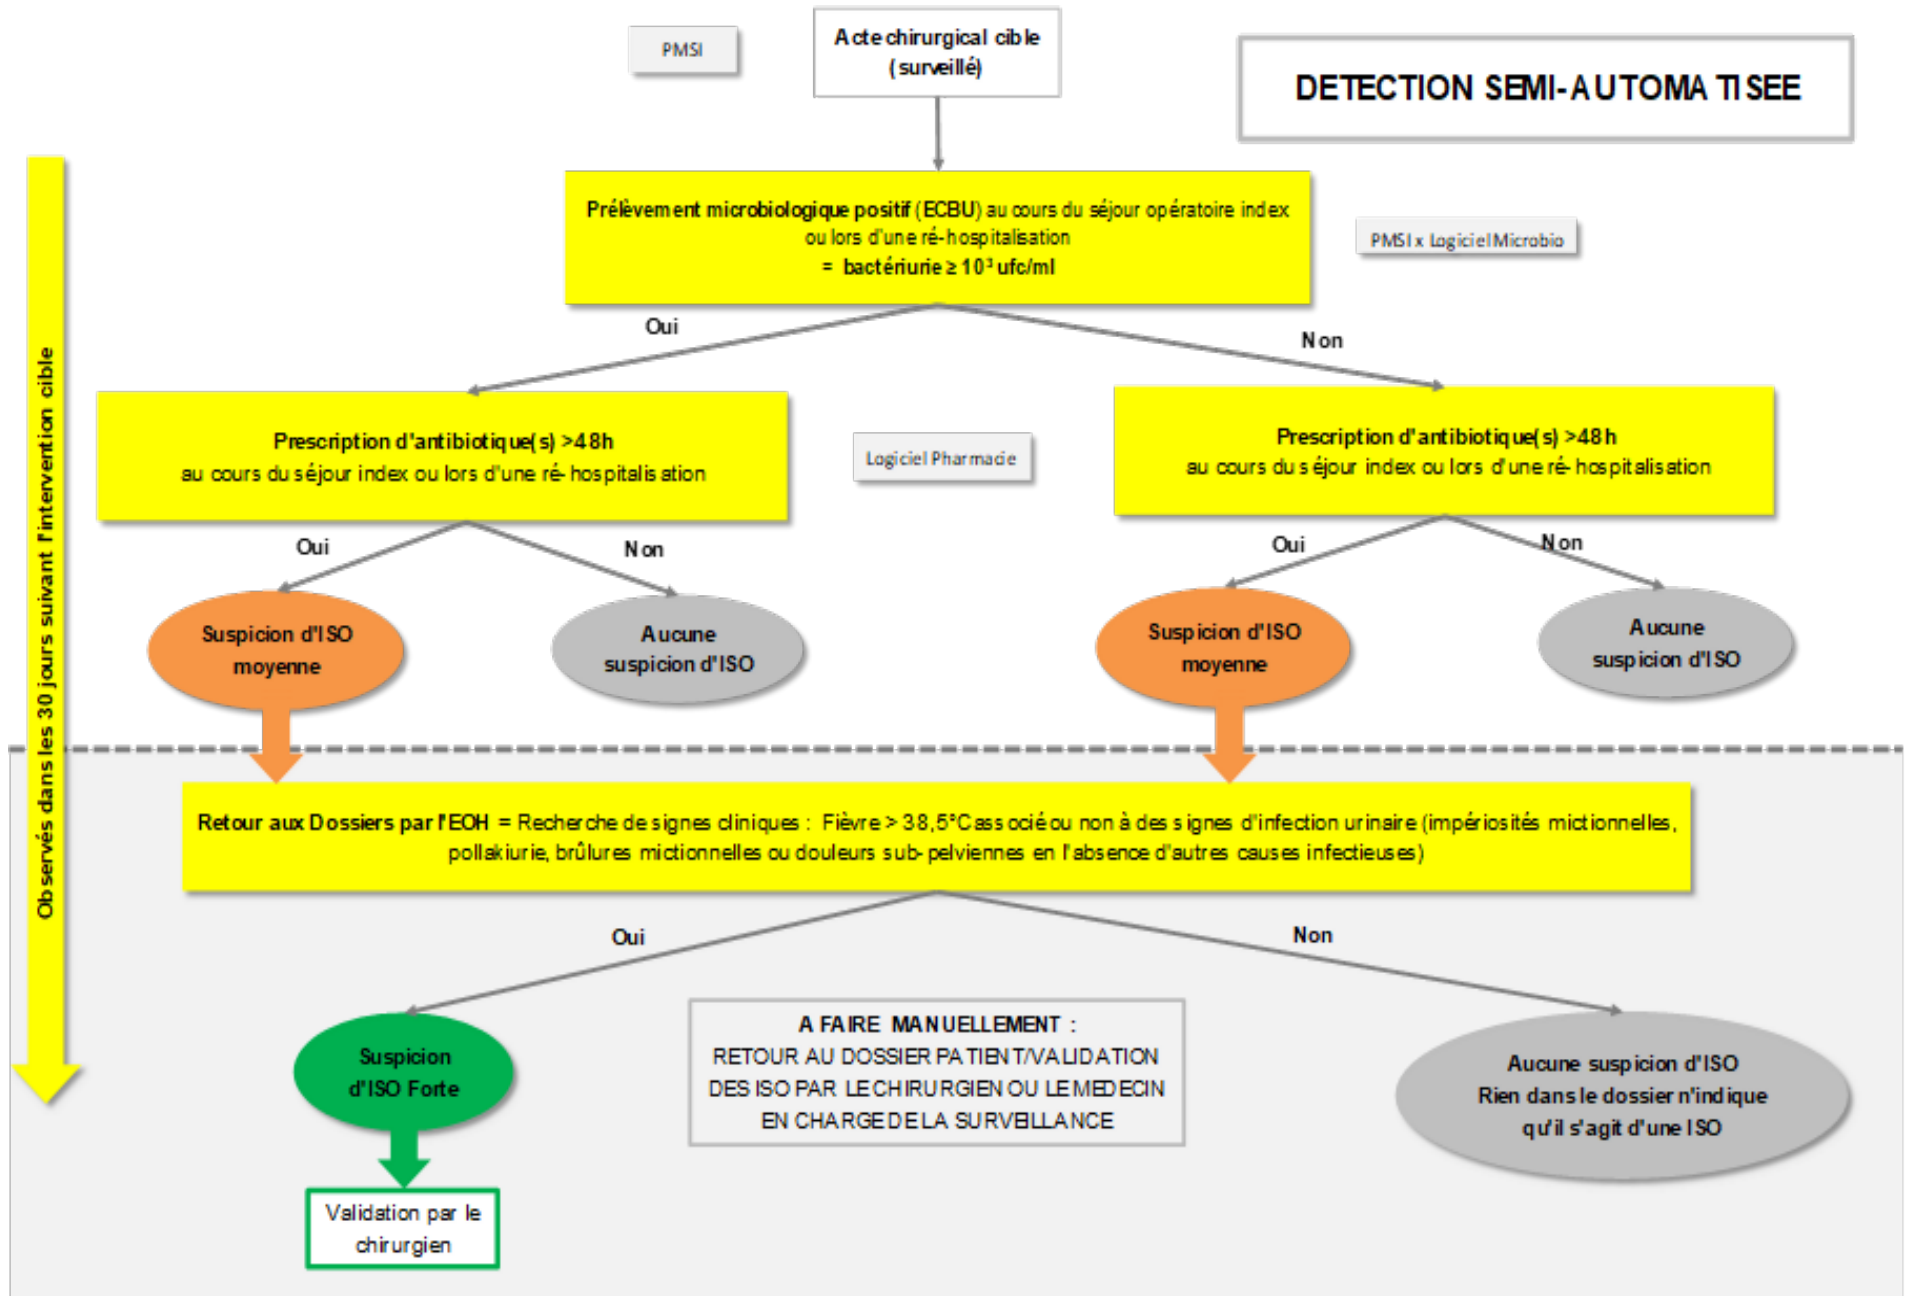 PMSI
Acte chirurgical cible
(surveillé)
DETECTION SEMI-AUTOMATISEE
Prélèvement microbiologique positif (ECBU) au cours du séjour opératoire index
ou lors d'une ré-hospitalisation
= bactériurie ≥ 10³ ufc/ml
PMSI x Logiciel Microbio
Oui
Non
Observés dans les 30 jours suivant l'intervention cible
Prescription d'antibiotique(s) >48h
au cours du séjour index ou lors d'une ré-hospitalisation
Logiciel Pharmacie
Prescription d'antibiotique(s) >48h
au cours du séjour index ou lors d'une ré-hospitalisation
Oui
Non
Oui
Non
Suspicion d'ISO
moyenne
Aucune
suspicion d'ISO
Suspicion d'ISO
moyenne
Aucune
suspicion d'ISO
Retour aux Dossiers par l'EOH = Recherche de signes cliniques : Fièvre > 38,5°C associé ou non à des signes d'infection urinaire (impériosités mictionnelles,
pollakiurie, brûlures mictionnelles ou douleurs sub-pelviennes en l'absence d'autres causes infectieuses)
Oui
Non
Suspicion
d'ISO Forte
A FAIRE MANUELLEMENT :
RETOUR AU DOSSIER PATIENT/VALIDATION
DES ISO PAR LE CHIRURGIEN OU LE MEDECIN
EN CHARGE DE LA SURVEILLANCE
Aucune suspicion d'ISO
Rien dans le dossier n'indique
qu'il s'agit d'une ISO
Validation par le
chirurgien